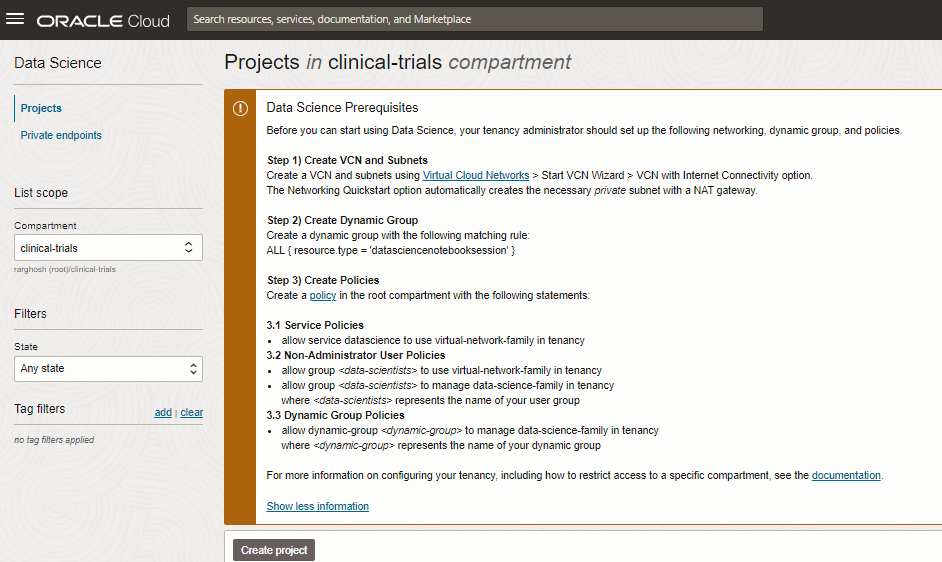 ORACLE Cloud
Search resources, services, documentation, and Marketplace
Data Science
Projects
Private endpoints
List scope
Compartment
clinical-trials
rarghosh (root)/clinical-trials
Filters
State
Any state
Tag filters
add | clear
no tag filters applied
Projects in clinical-trials compartment
Data Science Prerequisites
Before you can start using Data Science, your tenancy administrator should set up the following networking, dynamic group, and policies.
Step 1) Create VCN and Subnets
Create a VCN and subnets using Virtual Cloud Networks > Start VCN Wizard > VCN with Internet Connectivity option.
The Networking Quickstart option automatically creates the necessary private subnet with a NAT gateway.
Step 2) Create Dynamic Group
Create a dynamic group with the following matching rule:
ALL { resource.type = 'datasciencenotebooksession' }
Step 3) Create Policies
Create a policy in the root compartment with the following statements:
3.1 Service Policies
• allow service datascience to use virtual-network-family in tenancy
3.2 Non-Administrator User Policies
• allow group <data-scientists> to use virtual-network-family in tenancy
• allow group <data-scientists> to manage data-science-family in tenancy
where <data-scientists> represents the name of your user group
3.3 Dynamic Group Policies
• allow dynamic-group <dynamic-group> to manage data-science-family in tenancy
where <dynamic-group> represents the name of your dynamic group
For more information on configuring your tenancy, including how to restrict access to a specific compartment, see the documentation.
Show less information
Create project